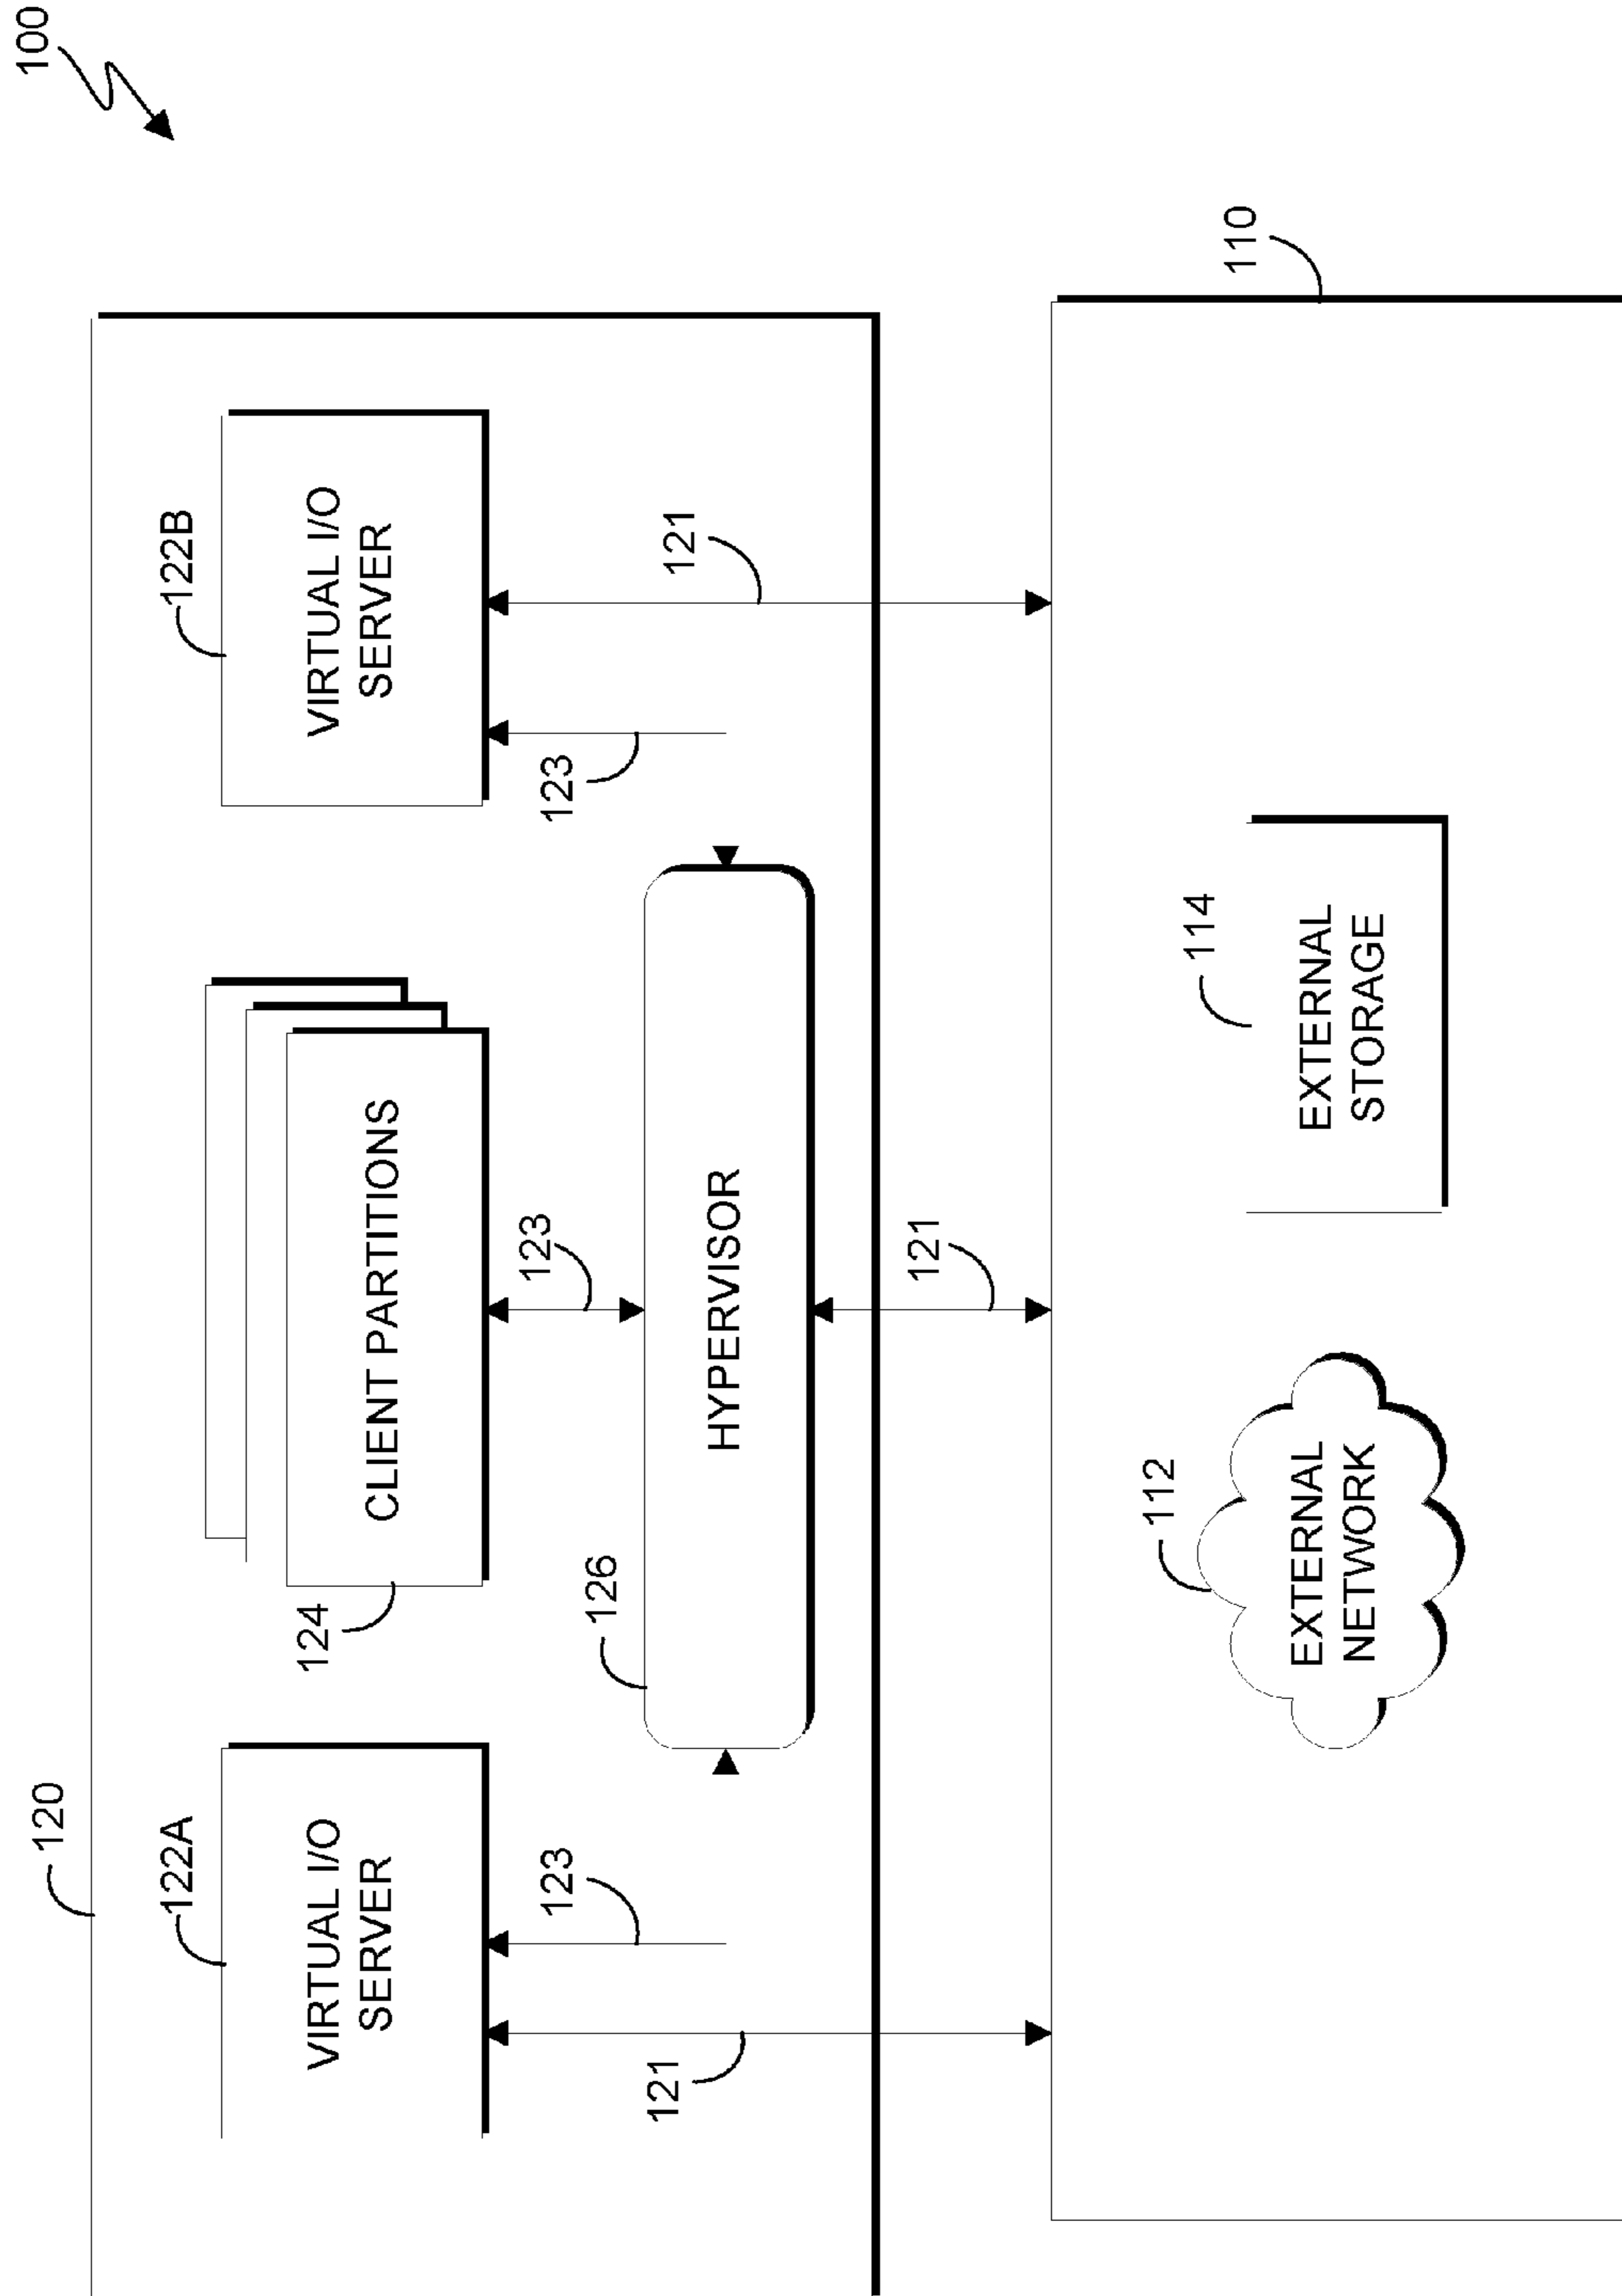 100
120
122A
VIRTUAL I/O
SERVER
124
CLIENT PARTITIONS
122B
VIRTUAL I/O
SERVER
121
123
126
123
HYPERVISOR
123
121
121
110
112
EXTERNAL
NETWORK
114
EXTERNAL
STORAGE